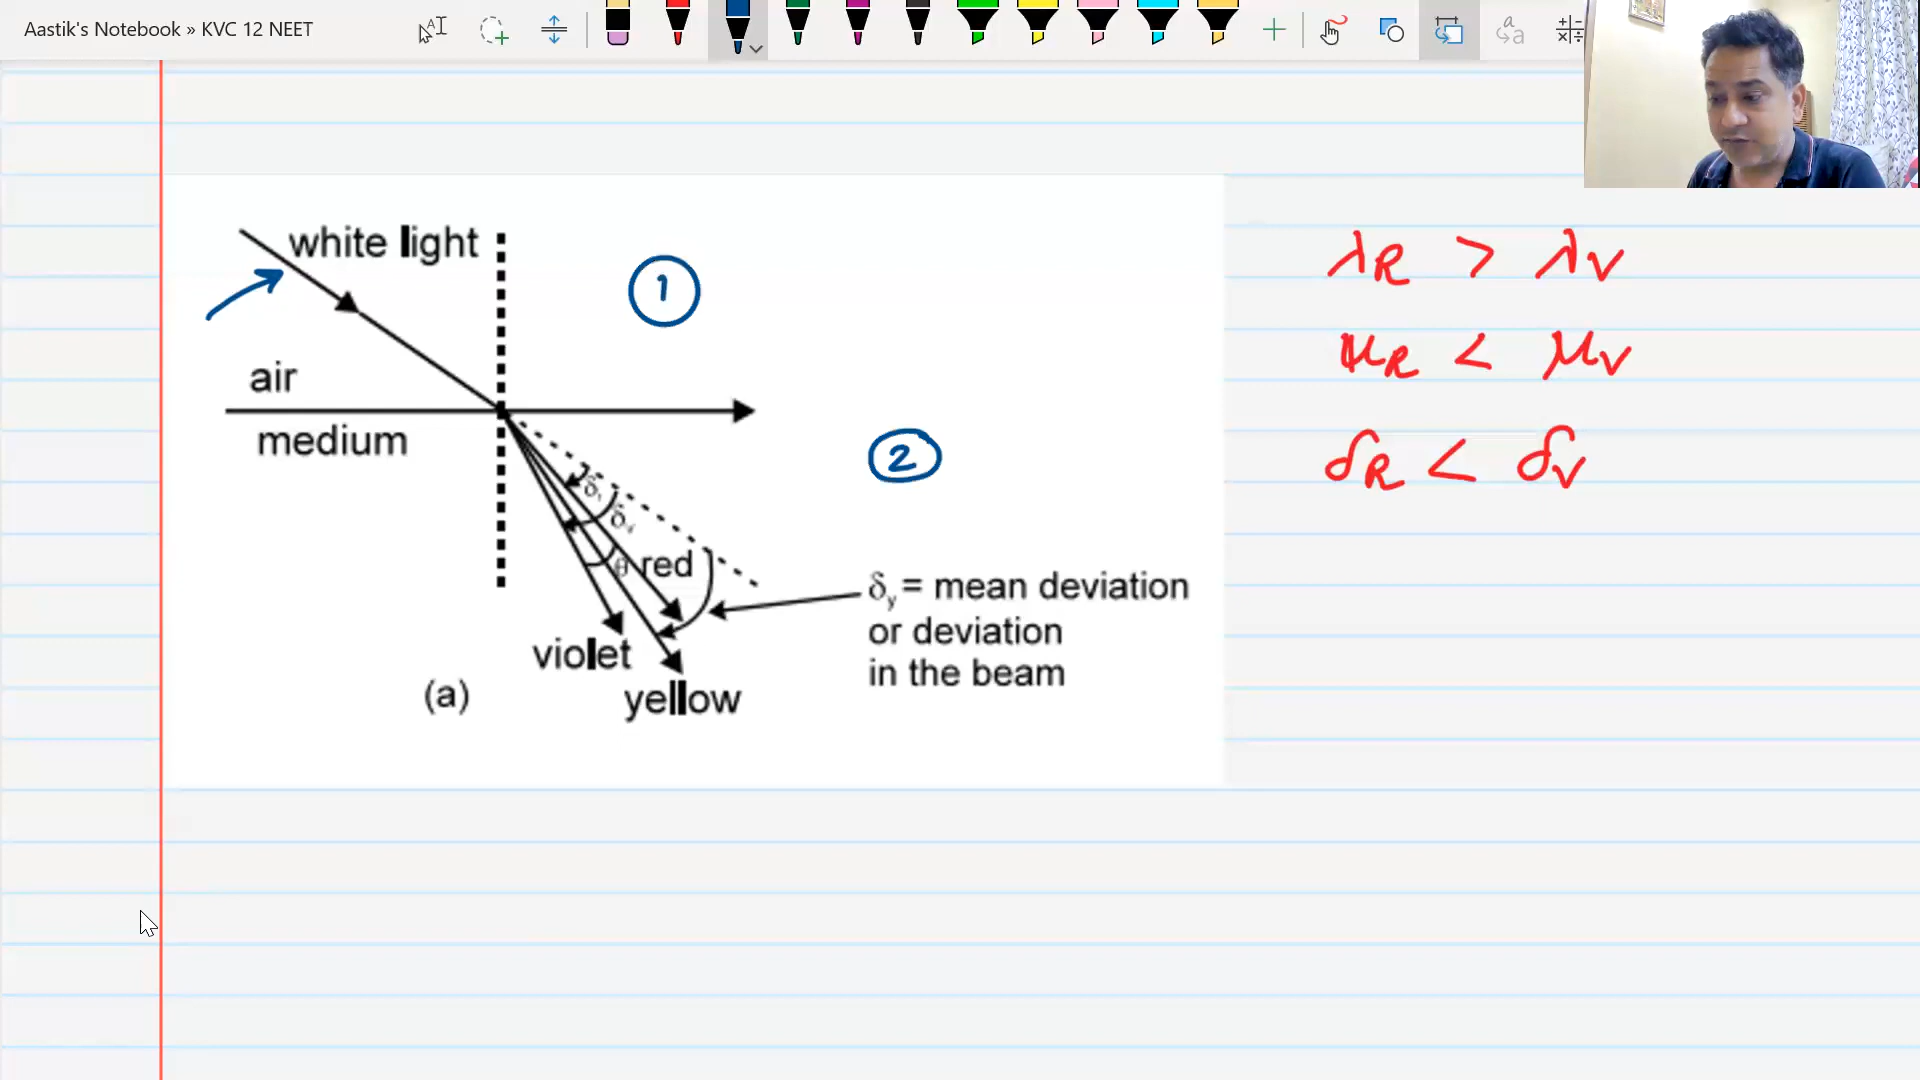 Aastik's Notebook » KVC 12 NEET
white light
1
λR > λV
μR < μV
air
medium
2
δR < δV
θ
red
δy = mean deviation
or deviation
in the beam
violet
yellow
(a)